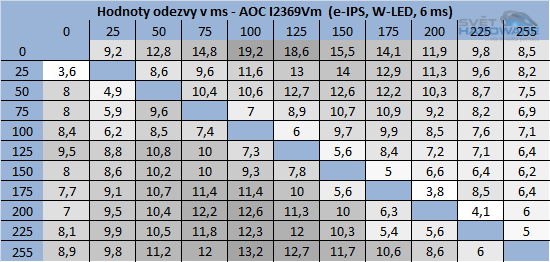 Hodnoty odezvy v ms - AOC I2369Vm (e-IPS, W-LED, 6 ms)
SVĚT HARDWARE
0 25 50 75 100 125 150 175 200 225 255
0 9,2 12,8 14,8 19,2 18,6 15,5 14,1 11,9 9,8 8,5
25 3,6 8,6 9,6 11,6 13 14 12,9 11,3 9,6 8,2
50 8 4,9 10,4 10,6 12,7 12,6 12,2 10,3 8,7 7,5
75 8 5,9 9,6 7 8,9 10,7 10,9 9,2 8,2 6,9
100 8,4 6,2 8,5 7,4 6 9,7 9,9 8,5 7,6 7,1
125 9,5 8,8 10,8 10 7,3 5,6 8,4 7,2 7,1 6,4
150 8 8,6 10,2 10 9,3 7,8 5 6,6 6,4 6,2
175 7,7 9,1 10,7 11,4 11,4 10 5,6 3,8 8,5 6,4
200 7 9,5 10,4 12,2 12,6 11,3 10 6,3 4,1 6
225 8,1 9,9 10,5 11,8 12,3 12 10,3 5,4 5,6 5
255 8,9 9,8 11,2 12 13,2 12,7 11,7 10,6 8,6 6